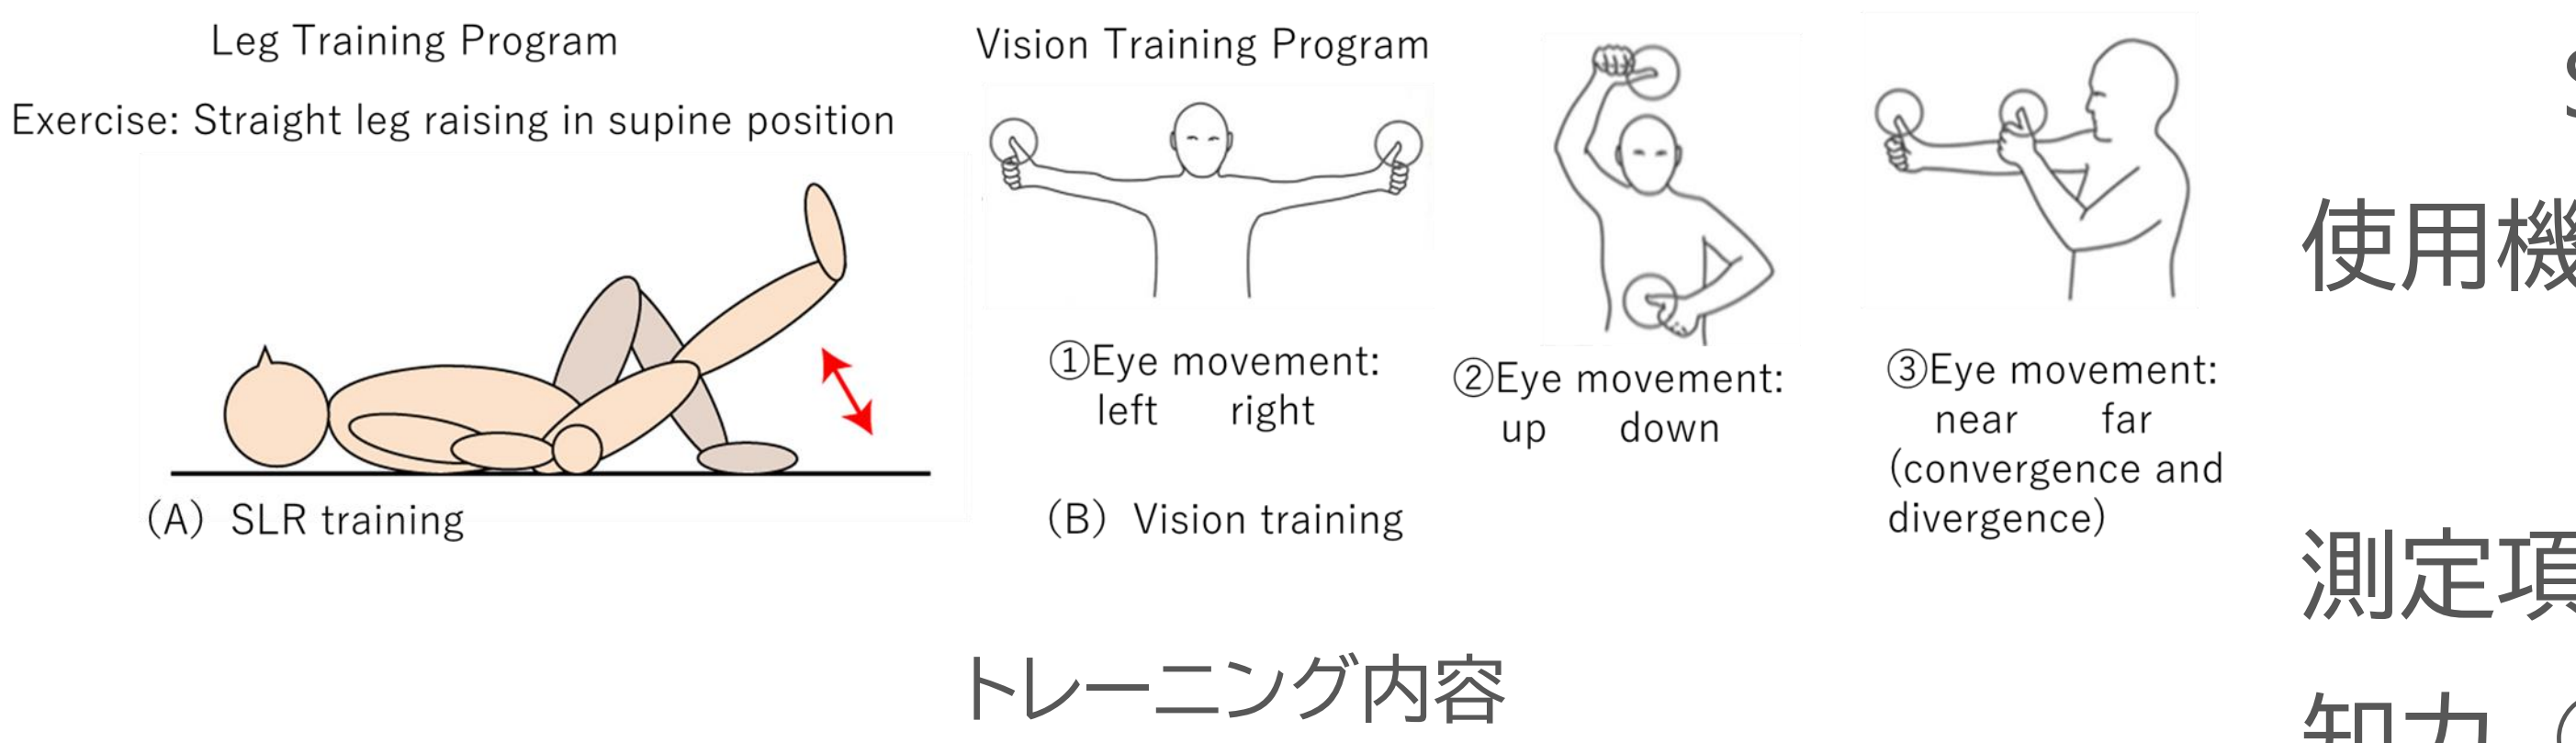 Leg Training Program
Exercise: Straight leg raising in supine position
(A) SLR training
Vision Training Program
①Eye movement:
left right
②Eye movement:
up down
③Eye movement:
near far
(convergence and
divergence)
(B) Vision training
トレーニング内容
使用機
測定項
知力